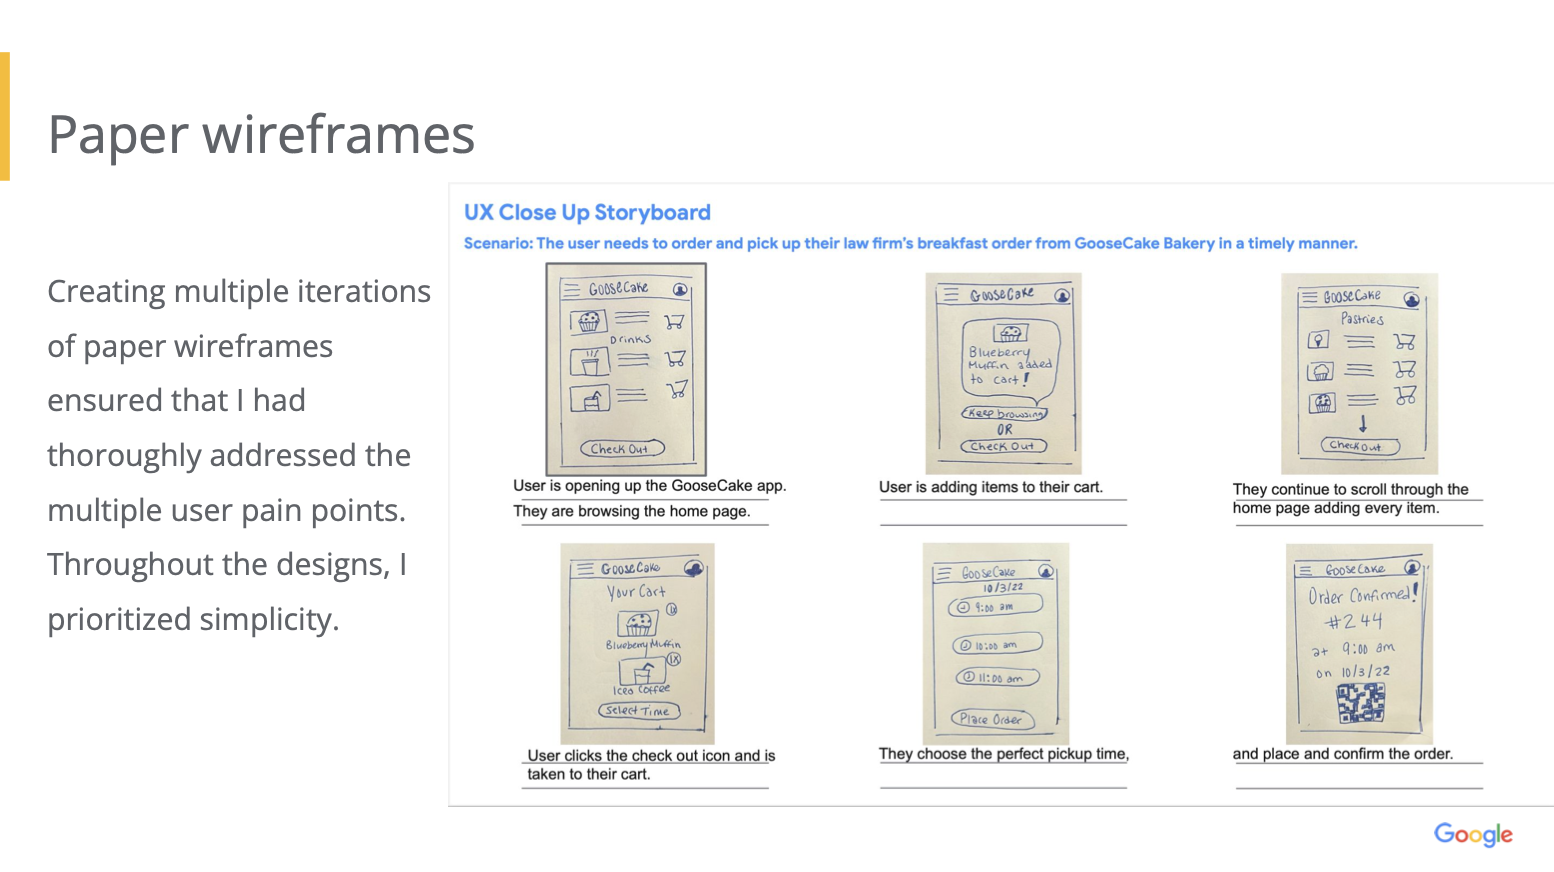 Paper wireframes
Creating multiple iterations
of paper wireframes
ensured that I had
thoroughly addressed the
multiple user pain points.
Throughout the designs, I
prioritized simplicity.
UX Close Up Storyboard
Scenario: The user needs to order and pick up their law firm's breakfast order from GooseCake Bakery in a timely manner.
GooseCake
Drinks
Check Out
User is opening up the GooseCake app.
They are browsing the home page.
GooseCake
Blueberry
Muffin added
to cart!
Keep browsing
OR
Check Out
User is adding items to their cart.
GooseCake
Pastries
Check Out
They continue to scroll through the
home page adding every item.
GooseCake
Your Cart
1x
Blueberry Muffin
1x
Iced Coffee
Select Time
User clicks the check out icon and is
taken to their cart.
GooseCake
10/3/22
9:00 am
10:00 am
11:00 am
Place Order
They choose the perfect pickup time,
GooseCake
Order Confirmed!
#244
at 9:00 am
on 10/3/22
and place and confirm the order.
Google